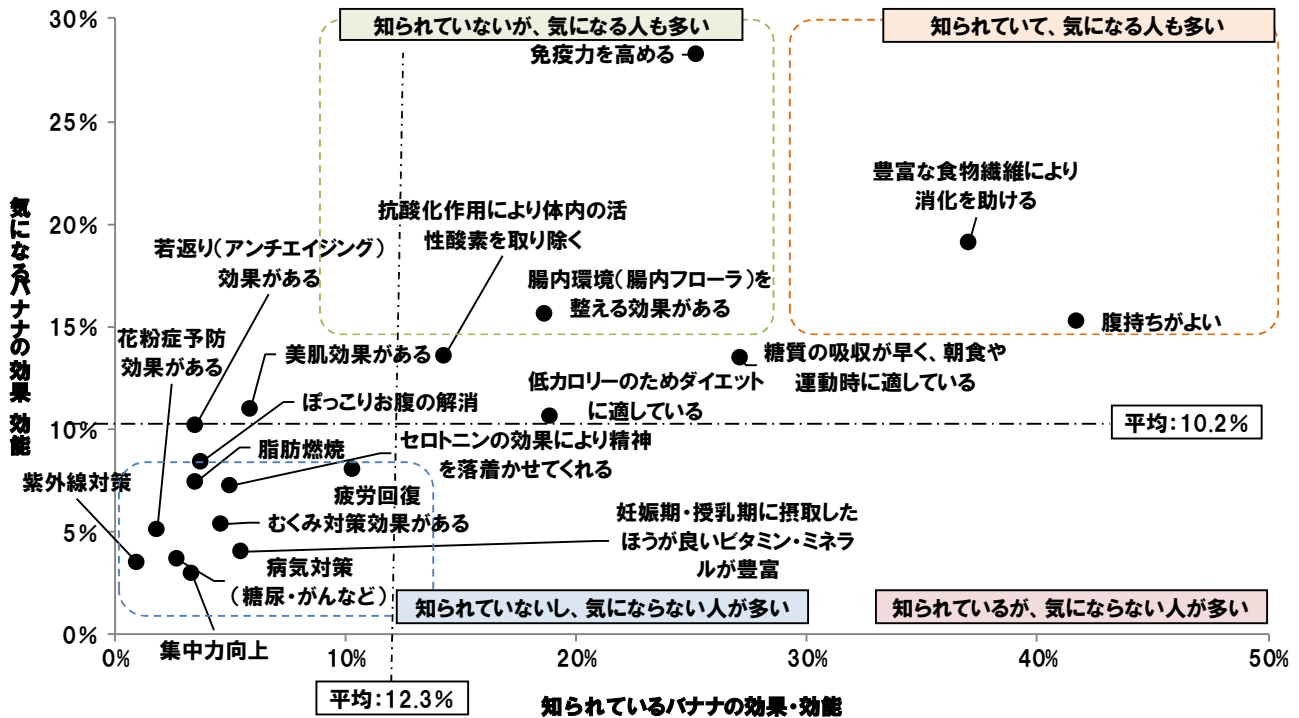 知られていないが、気になる人も多い
知られていて、気になる人も多い
免疫力を高める
豊富な食物繊維により
消化を助ける
抗酸化作用により体内の活
性酸素を取り除く
若返り（アンチエイジング）
効果がある
腸内環境（腸内フローラ）を
整える効果がある
腹持ちがよい
花粉症予防
効果がある
美肌効果がある
糖質の吸収が早く、朝食や
運動時に適している
低カロリーのためダイエット
に適している
ぽっこりお腹の解消
平均：10.2％
脂肪燃焼
セロトニンの効果により精神
を落着かせてくれる
紫外線対策
疲労回復
むくみ対策効果がある
妊娠期・授乳期に摂取した
ほうが良いビタミン・ミネラ
ルが豊富
病気対策
（糖尿・がんなど）
知られていないし、気にならない人が多い
知られているが、気にならない人が多い
集中力向上
平均：12.3％
30%
25%
20%
15%
10%
5%
0%
0%
10%
20%
30%
40%
50%
気になるバナナの効果 効能
知られているバナナの効果・効能